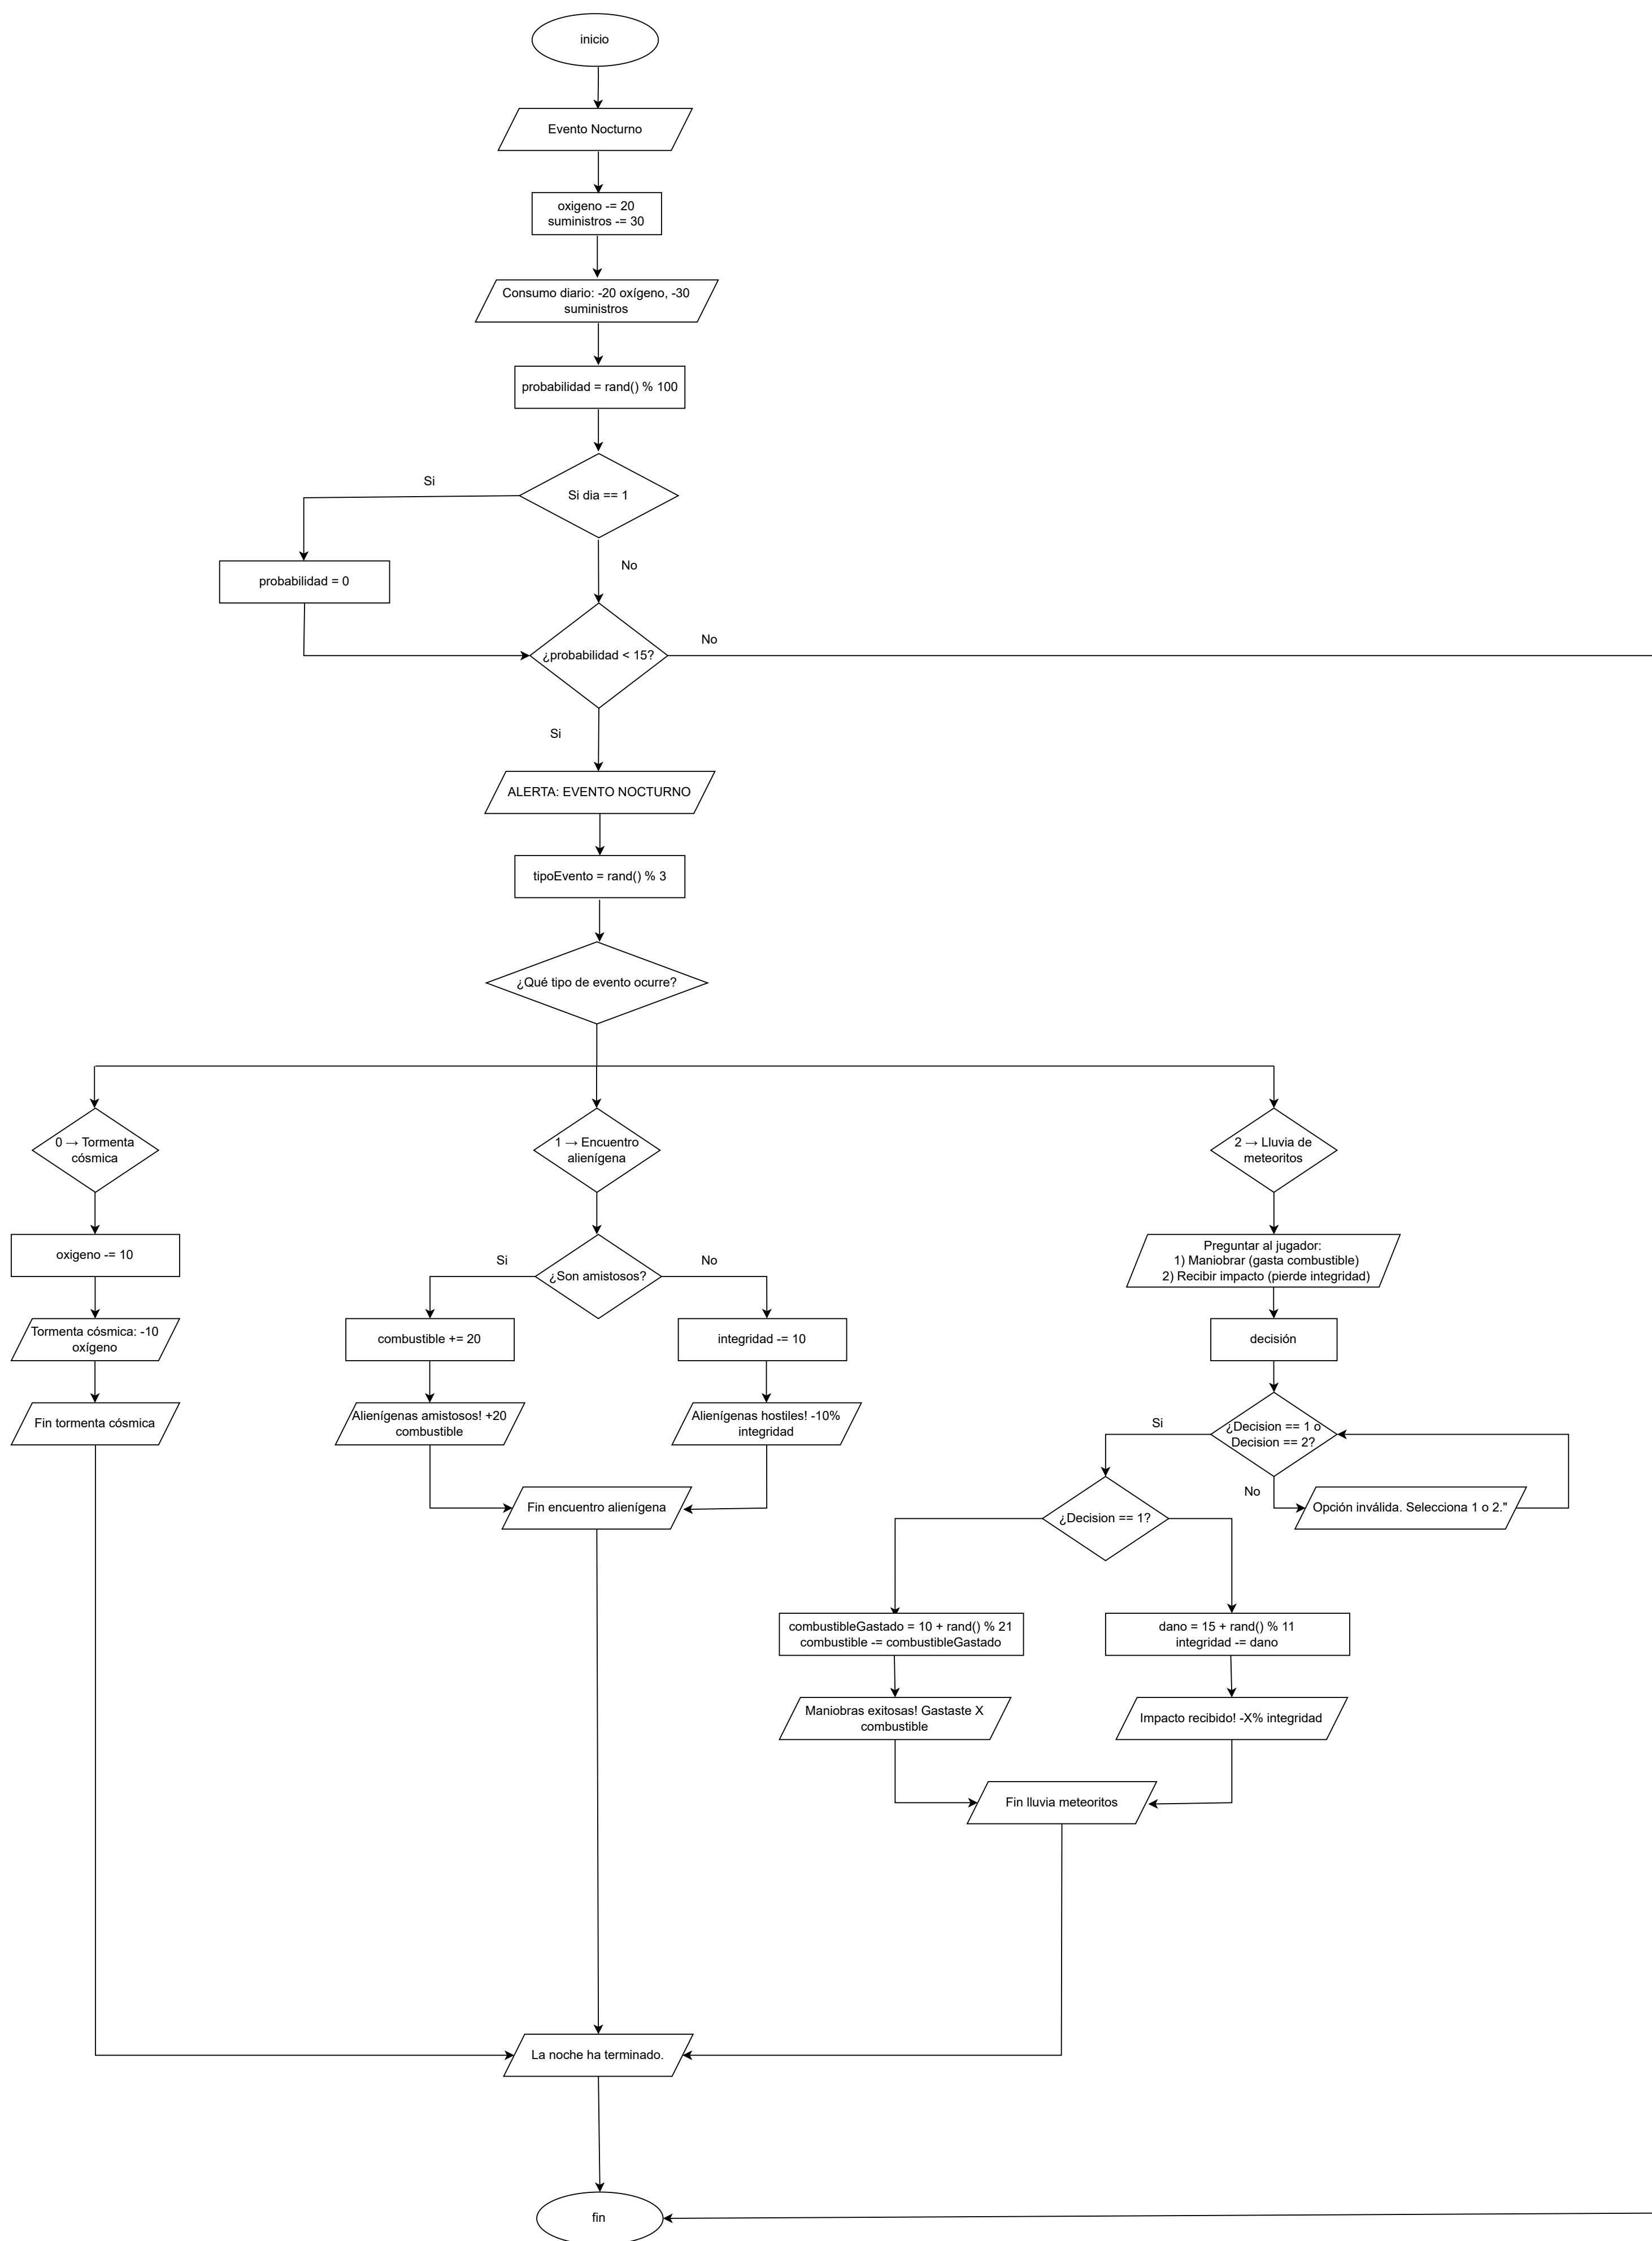 inicio
Evento Nocturno
oxigeno -= 20
suministros -= 30
Consumo diario: -20 oxígeno, -30
suministros
probabilidad = rand() % 100
Si
Si dia == 1
No
probabilidad = 0
No
¿probabilidad < 15?
Si
ALERTA: EVENTO NOCTURNO
tipoEvento = rand() % 3
¿Qué tipo de evento ocurre?
0 → Tormenta
cósmica
1 → Encuentro
alienígena
2 → Lluvia de
meteoritos
oxigeno -= 10
Si
¿Son amistosos?
No
Preguntar al jugador:
1) Maniobrar (gasta combustible)
2) Recibir impacto (pierde integridad)
Tormenta cósmica: -10
oxígeno
combustible += 20
integridad -= 10
decisión
Fin tormenta cósmica
Alienígenas amistosos! +20
combustible
Alienígenas hostiles! -10%
integridad
Si
¿Decision == 1 o
Decision == 2?
No
Fin encuentro alienígena
Opción inválida. Selecciona 1 o 2."
¿Decision == 1?
combustibleGastado = 10 + rand() % 21
combustible -= combustibleGastado
dano = 15 + rand() % 11
integridad -= dano
Maniobras exitosas! Gastaste X
combustible
Impacto recibido! -X% integridad
Fin lluvia meteoritos
La noche ha terminado.
fin